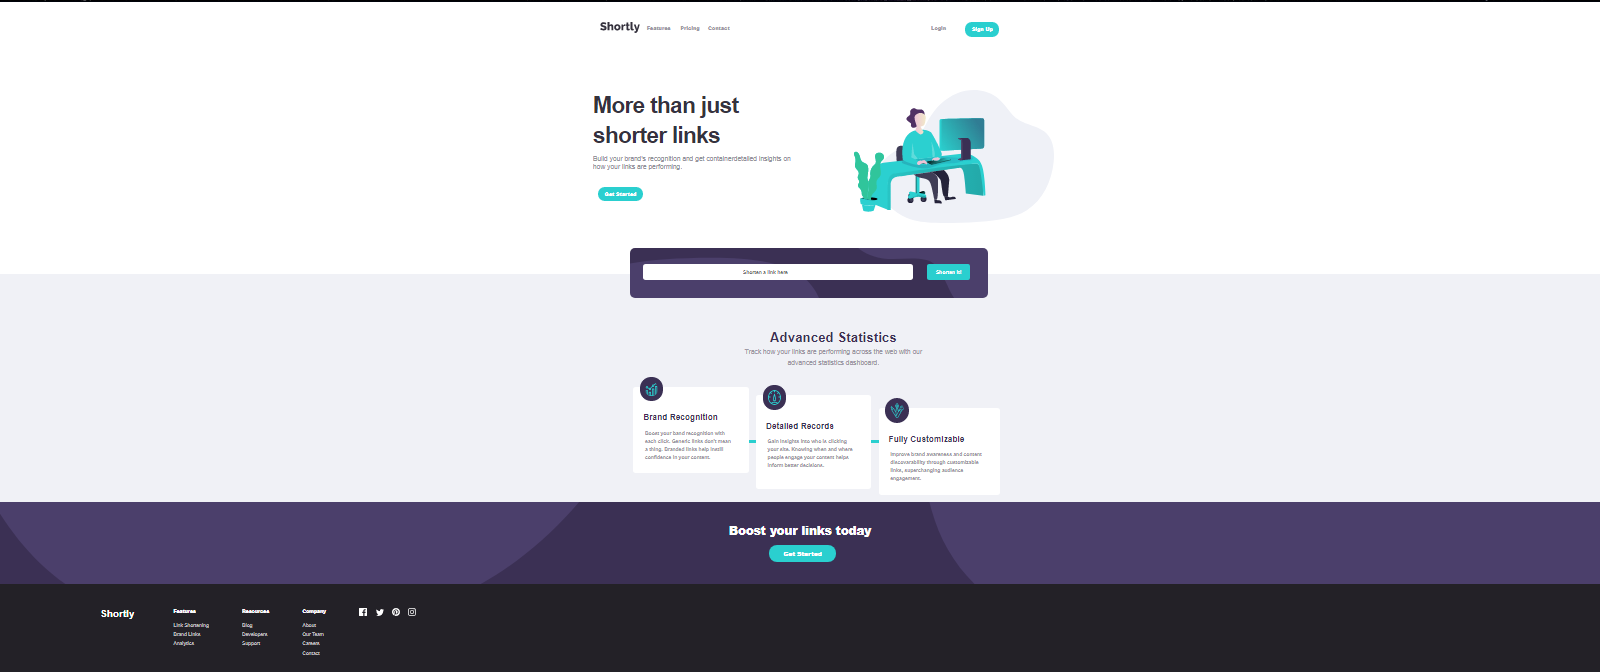 Shortly Features Pricing Contact Login Sign Up
More than just
shorter links
Build your brand's recognition and get containerdetailed insights on
how your links are performing.
Get Started
Shorten a link here Shorten It!
Advanced Statistics
Track how your links are performing across the web with our
advanced statistics dashboard.
Brand Recognition
Boost your band recognition with
each click. Generic links don't mean
a thing. Branded links help instill
confidence in your content.
Detailed Records
Gain insights into who is clicking
your site. Knowing when and where
people engage your content helps
inform better decisions.
Fully Customizable
Improve brand awareness and content
discoverability through customizable
links, supercharging audience
engagement.
Boost your links today
Get Started
Shortly
Features
Link Shortening
Brand Links
Analytics
Resources
Blog
Developers
Support
Company
About
Our Team
Careers
Contact